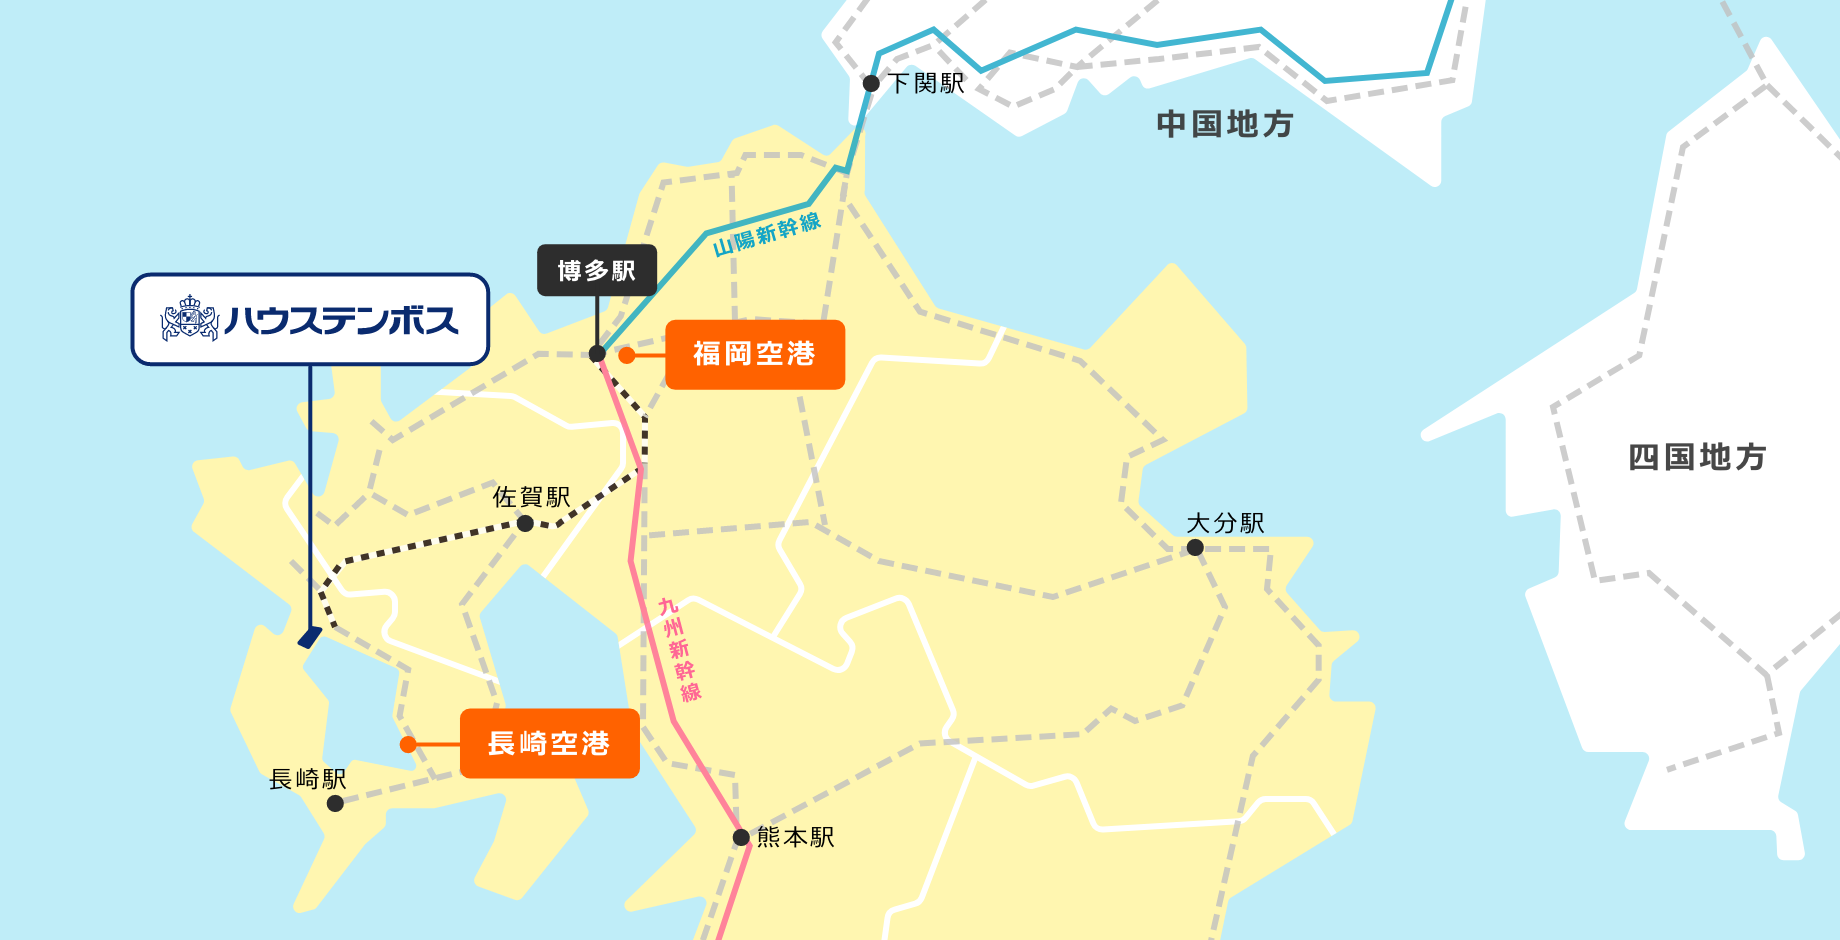 下関駅
中国地方
山陽新幹線
博多駅
ハウステンボス
福岡空港
四国地方
佐賀駅
大分駅
九州新幹線
長崎空港
長崎駅
熊本駅